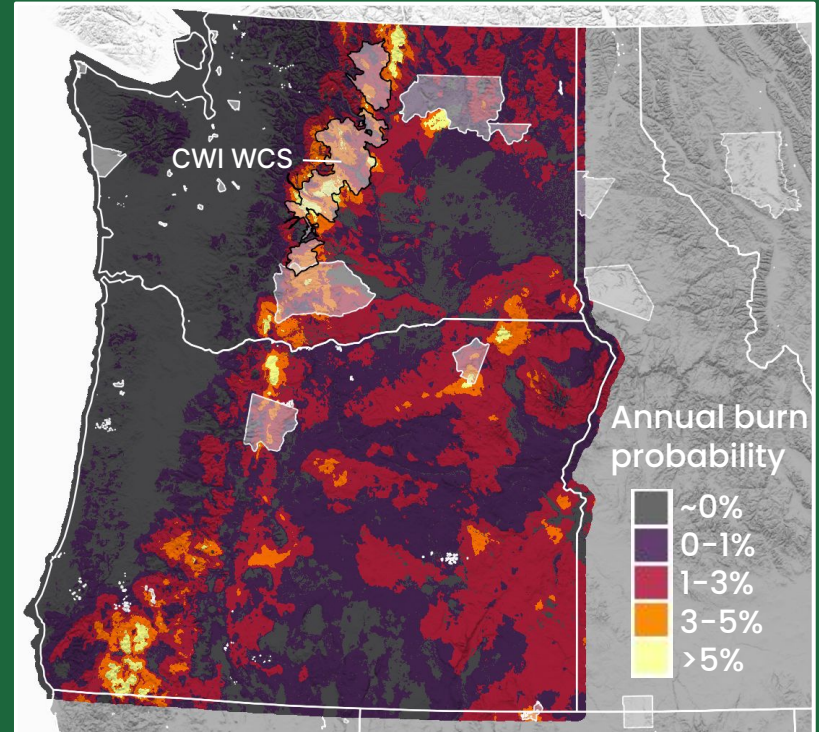 CWI WCS
Annual burn
probability
~0%
0-1%
1-3%
3-5%
>5%